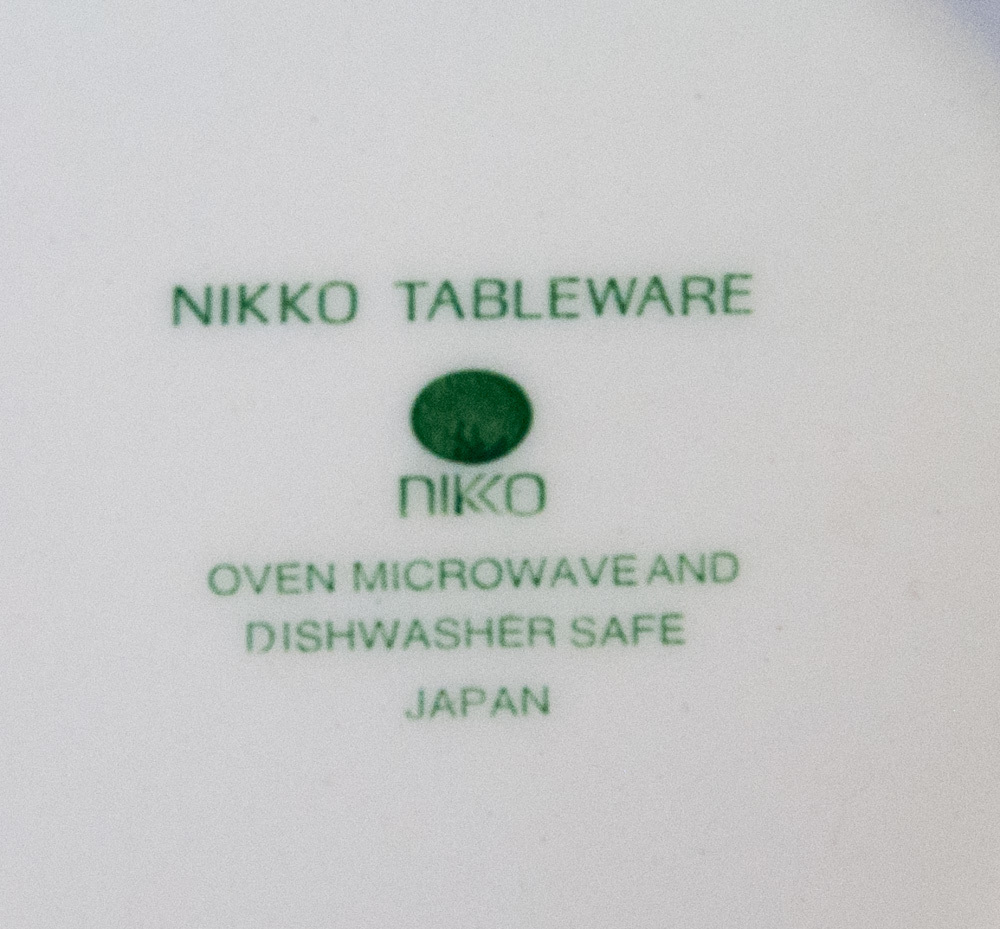 NIKKO TABLEWARE
nikko
OVEN MICROWAVE AND
DISHWASHER SAFE
JAPAN